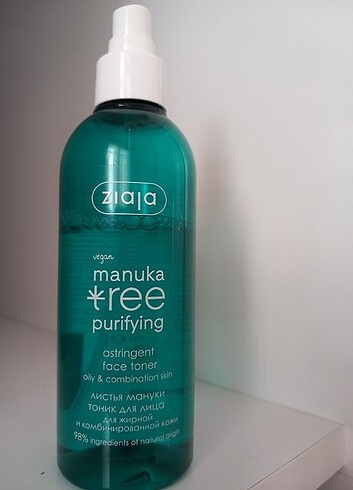 ziaja
vegan
manuka
tree
purifying
astringent
face toner
oily & combination skin
листья мануки
тоник для лица
для жирной
и комбинированной кожи
98% ingredients of natural origin